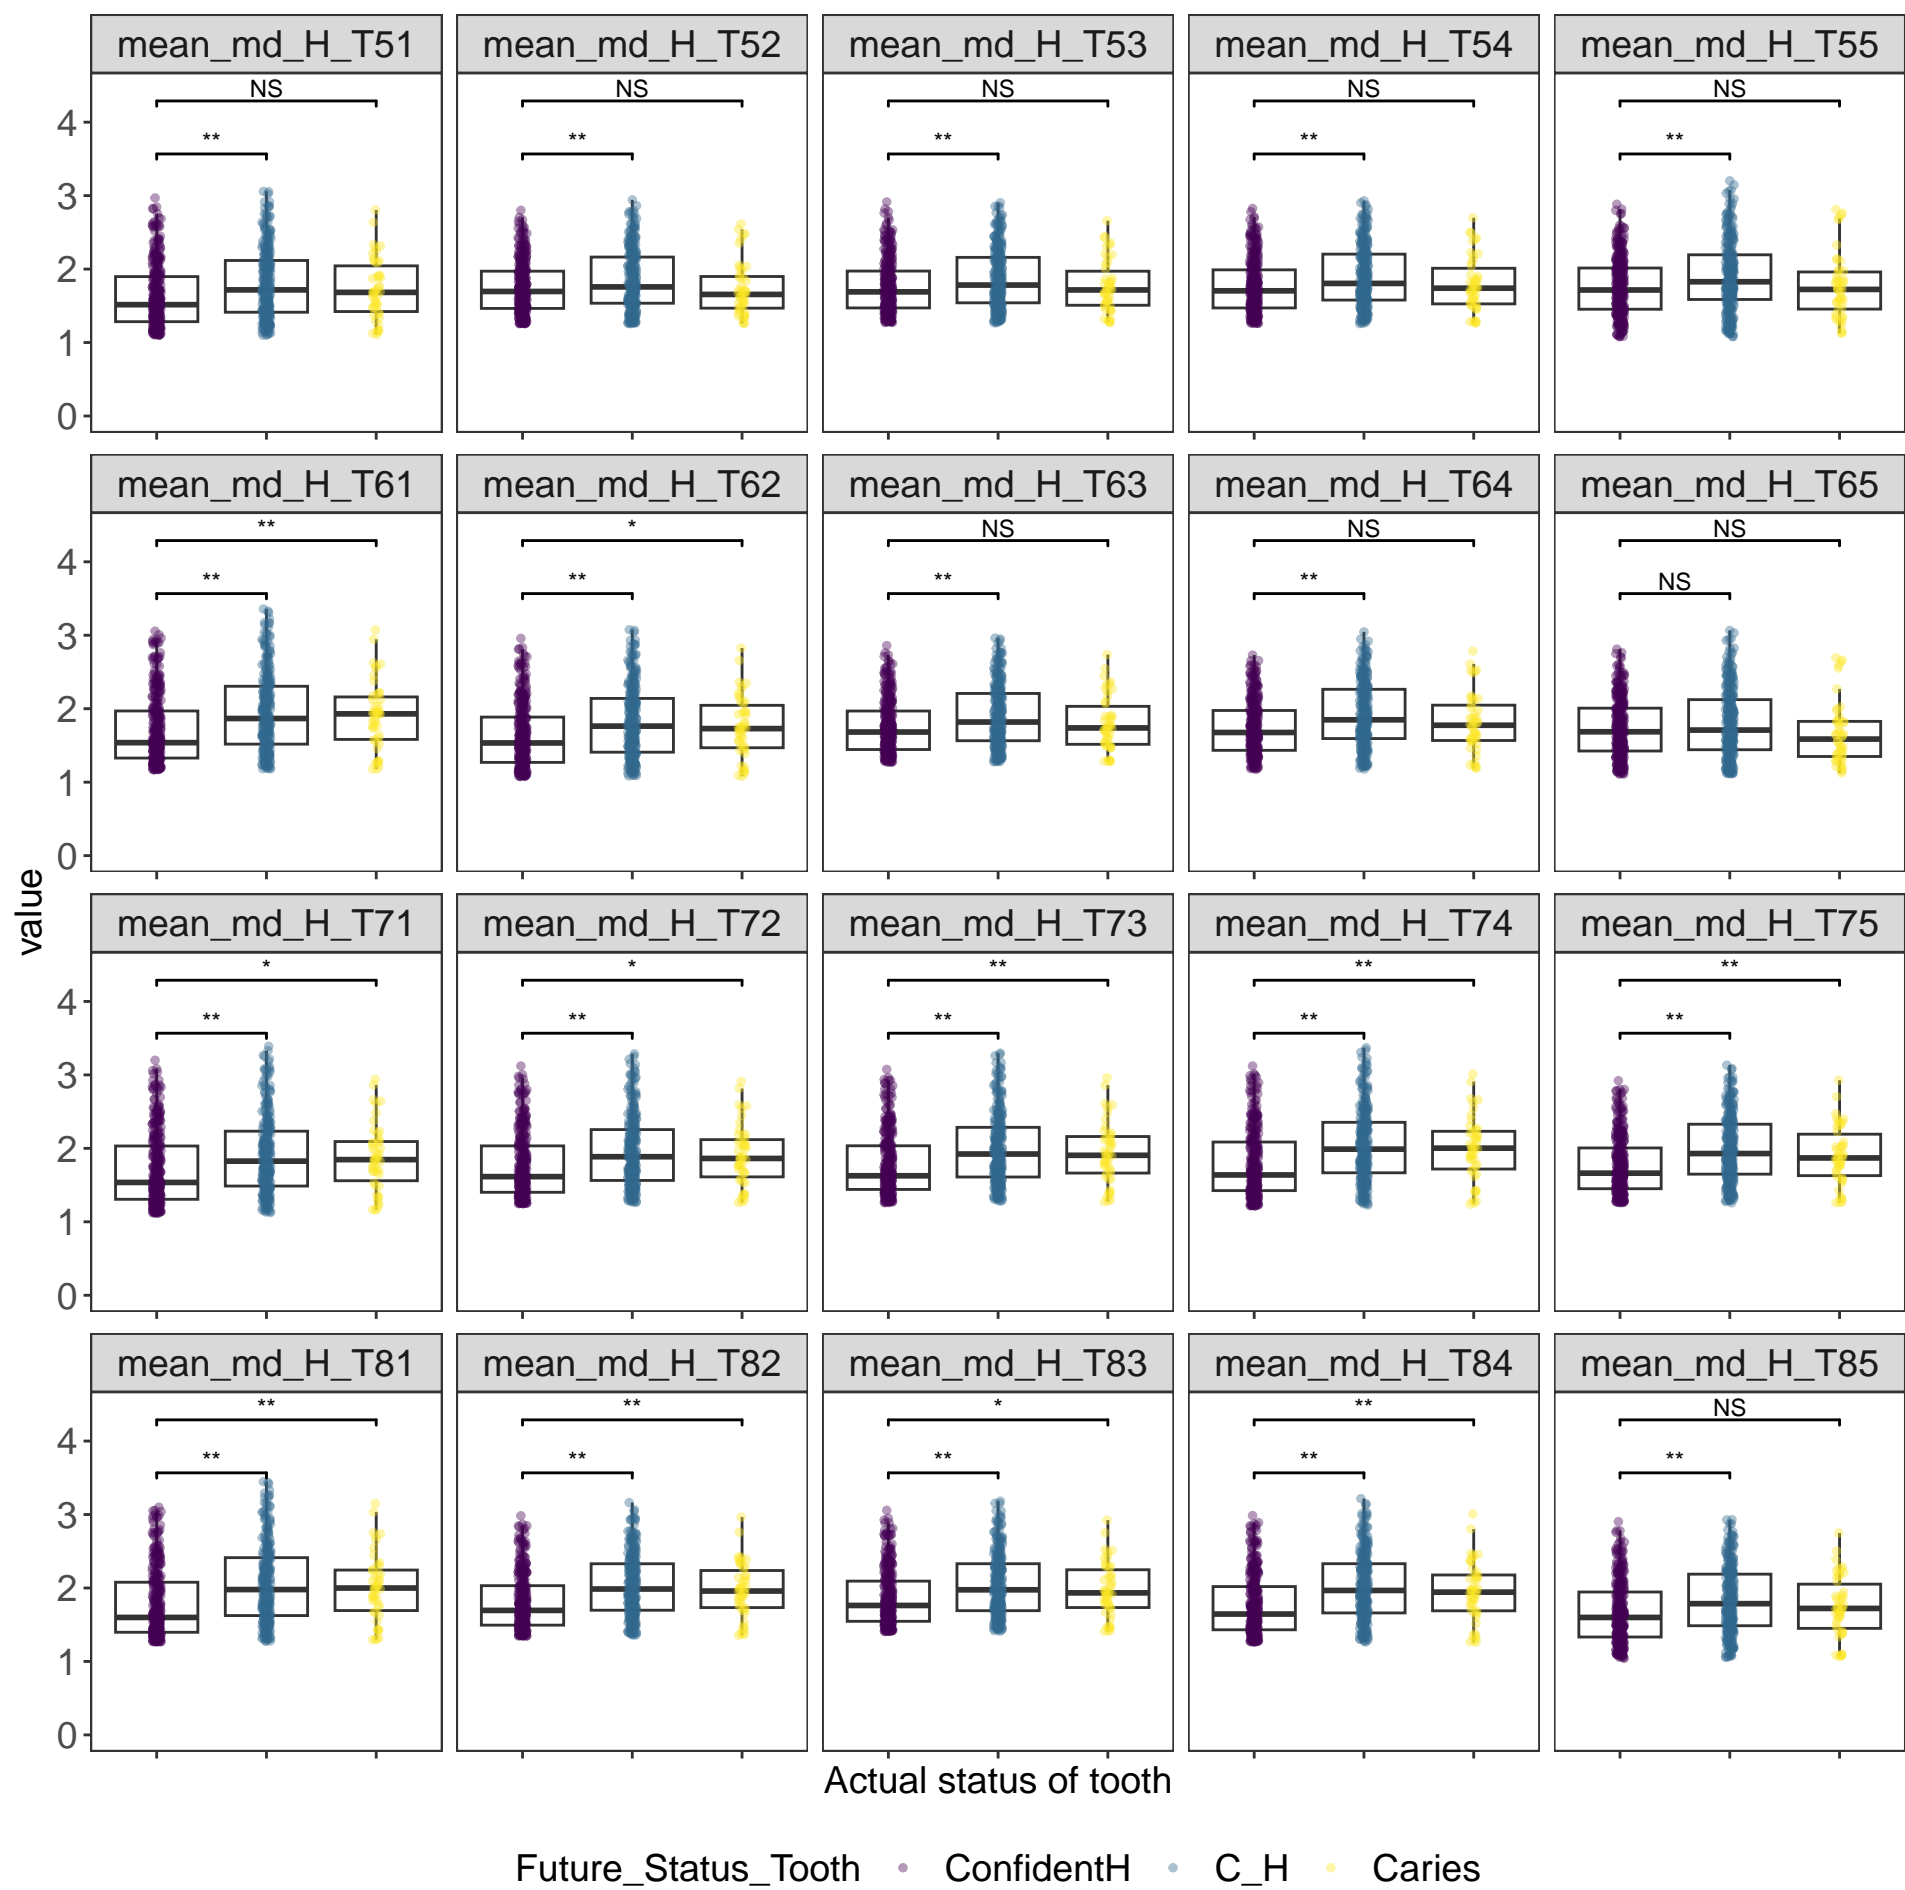 mean_md_H_T51 mean_md_H_T52 mean_md_H_T53 mean_md_H_T54 mean_md_H_T55
NS NS NS NS NS
4
** ** ** ** **
3
2
1
0
mean_md_H_T61 mean_md_H_T62 mean_md_H_T63 mean_md_H_T64 mean_md_H_T65
** * NS NS NS
4
** ** ** ** NS
3
2
1
0
value
mean_md_H_T71 mean_md_H_T72 mean_md_H_T73 mean_md_H_T74 mean_md_H_T75
* * ** ** **
4
** ** ** ** **
3
2
1
0
mean_md_H_T81 mean_md_H_T82 mean_md_H_T83 mean_md_H_T84 mean_md_H_T85
** ** * ** NS
4
** ** ** ** **
3
2
1
0
Actual status of tooth
Future_Status_Tooth ConfidentH C_H Caries